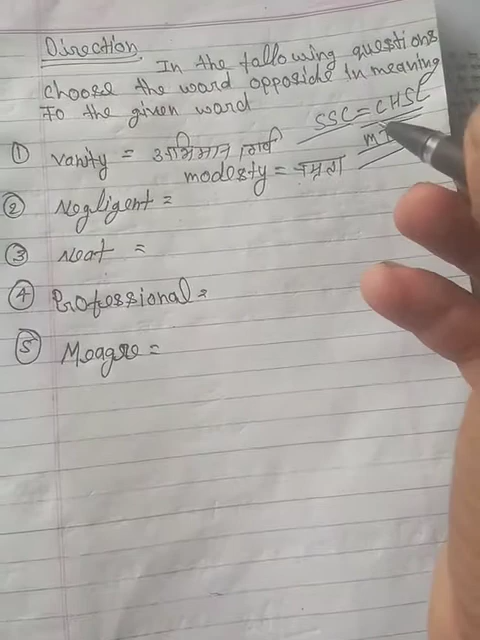 Direction. In the following questions
choose the word opposide in meaning
To the given word
SSC = CHSL
① Vanity = अभिमान, गर्व
modesty = नम्रता
② Negligent =
③ Neat =
④ Professional =
⑤ Meagre =